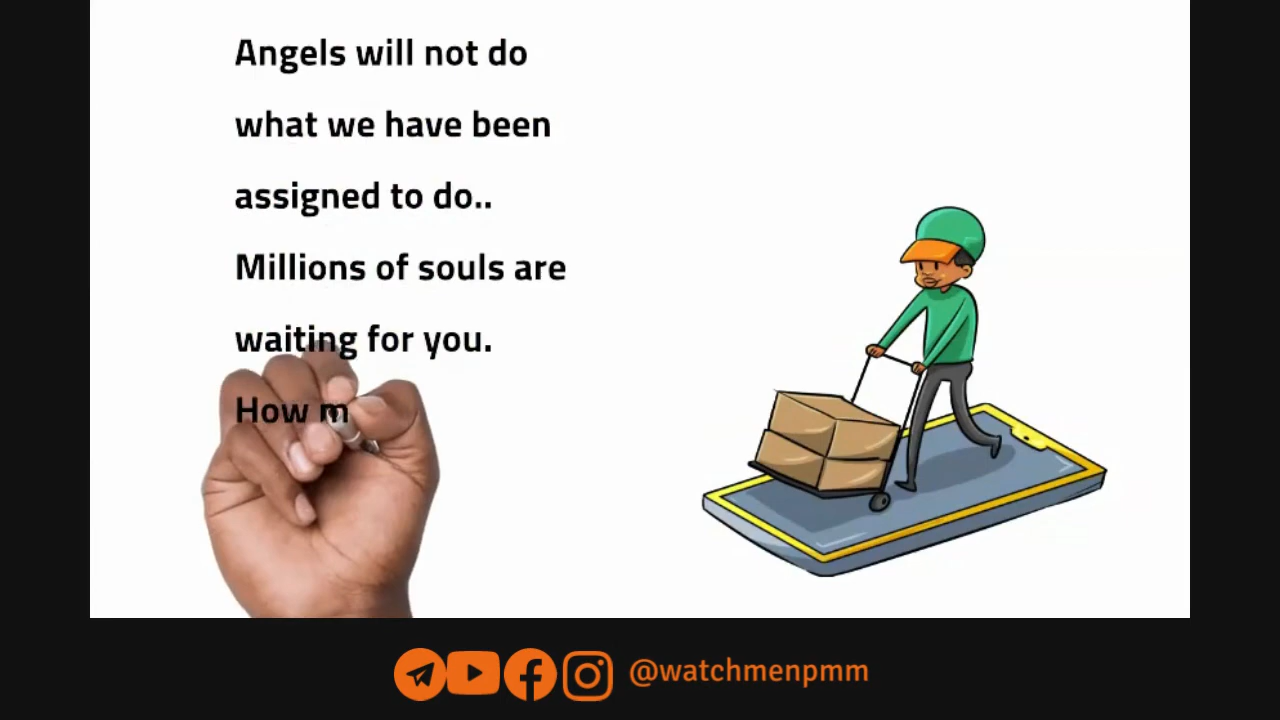 Angels will not do
what we have been
assigned to do..
Millions of souls are
waiting for you.
How m
@watchmenpmm